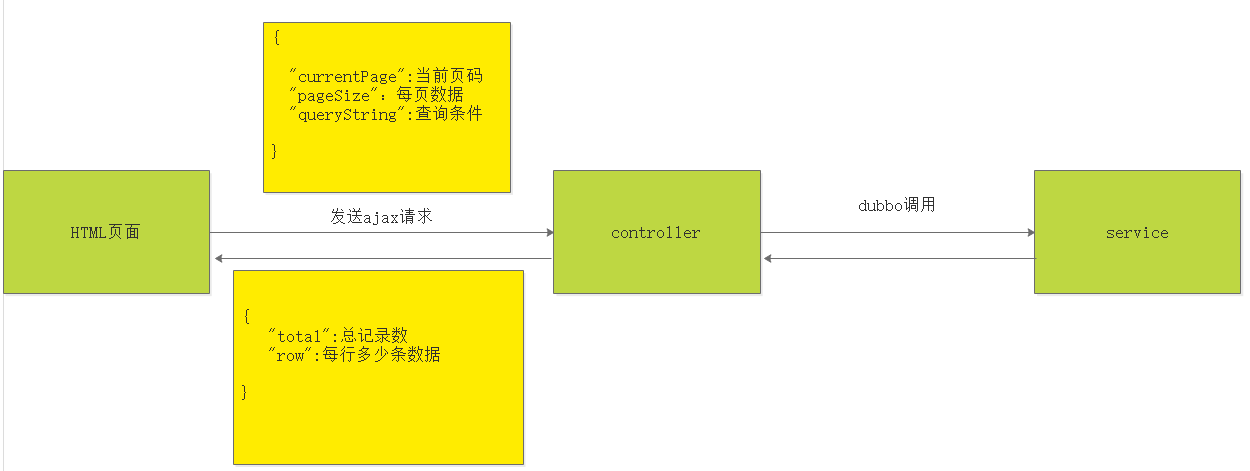 {
"currentPage":当前页码
"pageSize": 每页数据
"queryString":查询条件
}
HTML页面
发送ajax请求
controller
dubbo调用
service
{
"total":总记录数
"row":每行多少条数据
}